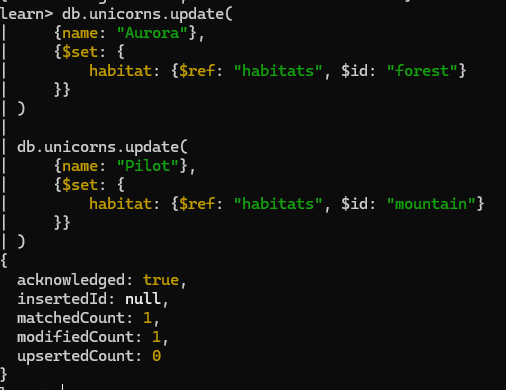 learn> db.unicorns.update(
|     {name: "Aurora"},
|     {$set: {
|         habitat: {$ref: "habitats", $id: "forest"}
|     }}
| )
|
| db.unicorns.update(
|     {name: "Pilot"},
|     {$set: {
|         habitat: {$ref: "habitats", $id: "mountain"}
|     }}
| )
{
  acknowledged: true,
  insertedId: null,
  matchedCount: 1,
  modifiedCount: 1,
  upsertedCount: 0
}